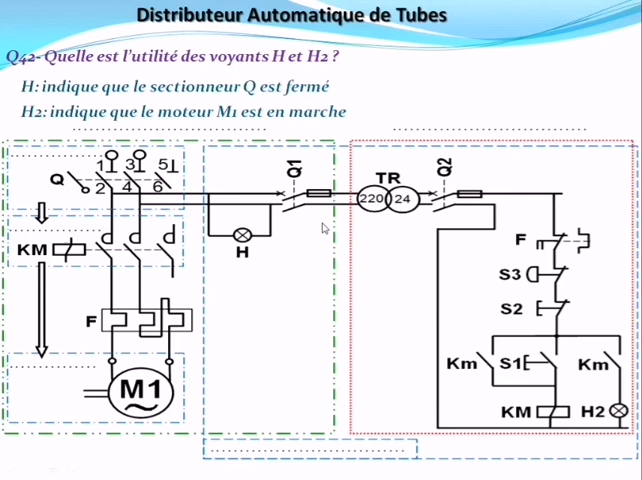 Distributeur Automatique de Tubes
Q42- Quelle est l'utilité des voyants H et H2 ?
H: indique que le sectionneur Q est fermé
H2: indique que le moteur M1 est en marche
1 3 5
Q
2 4 6
Q1
TR
Q2
220 24
KM
H
F
S3
S2
F
Km S1 Km
M1
KM H2